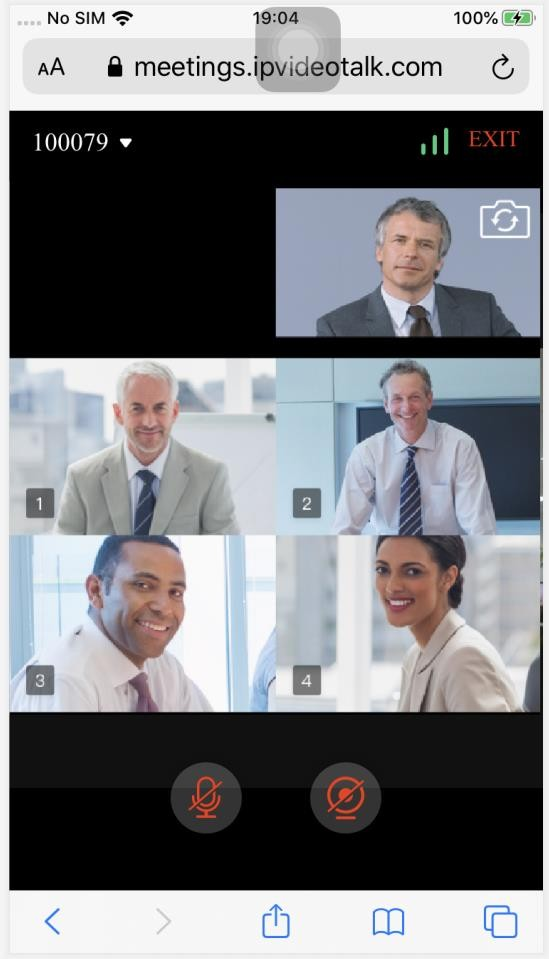 No SIM 19:04 100%
AA meetings.ipvideotalk.com
100079 EXIT
1 2
3 4